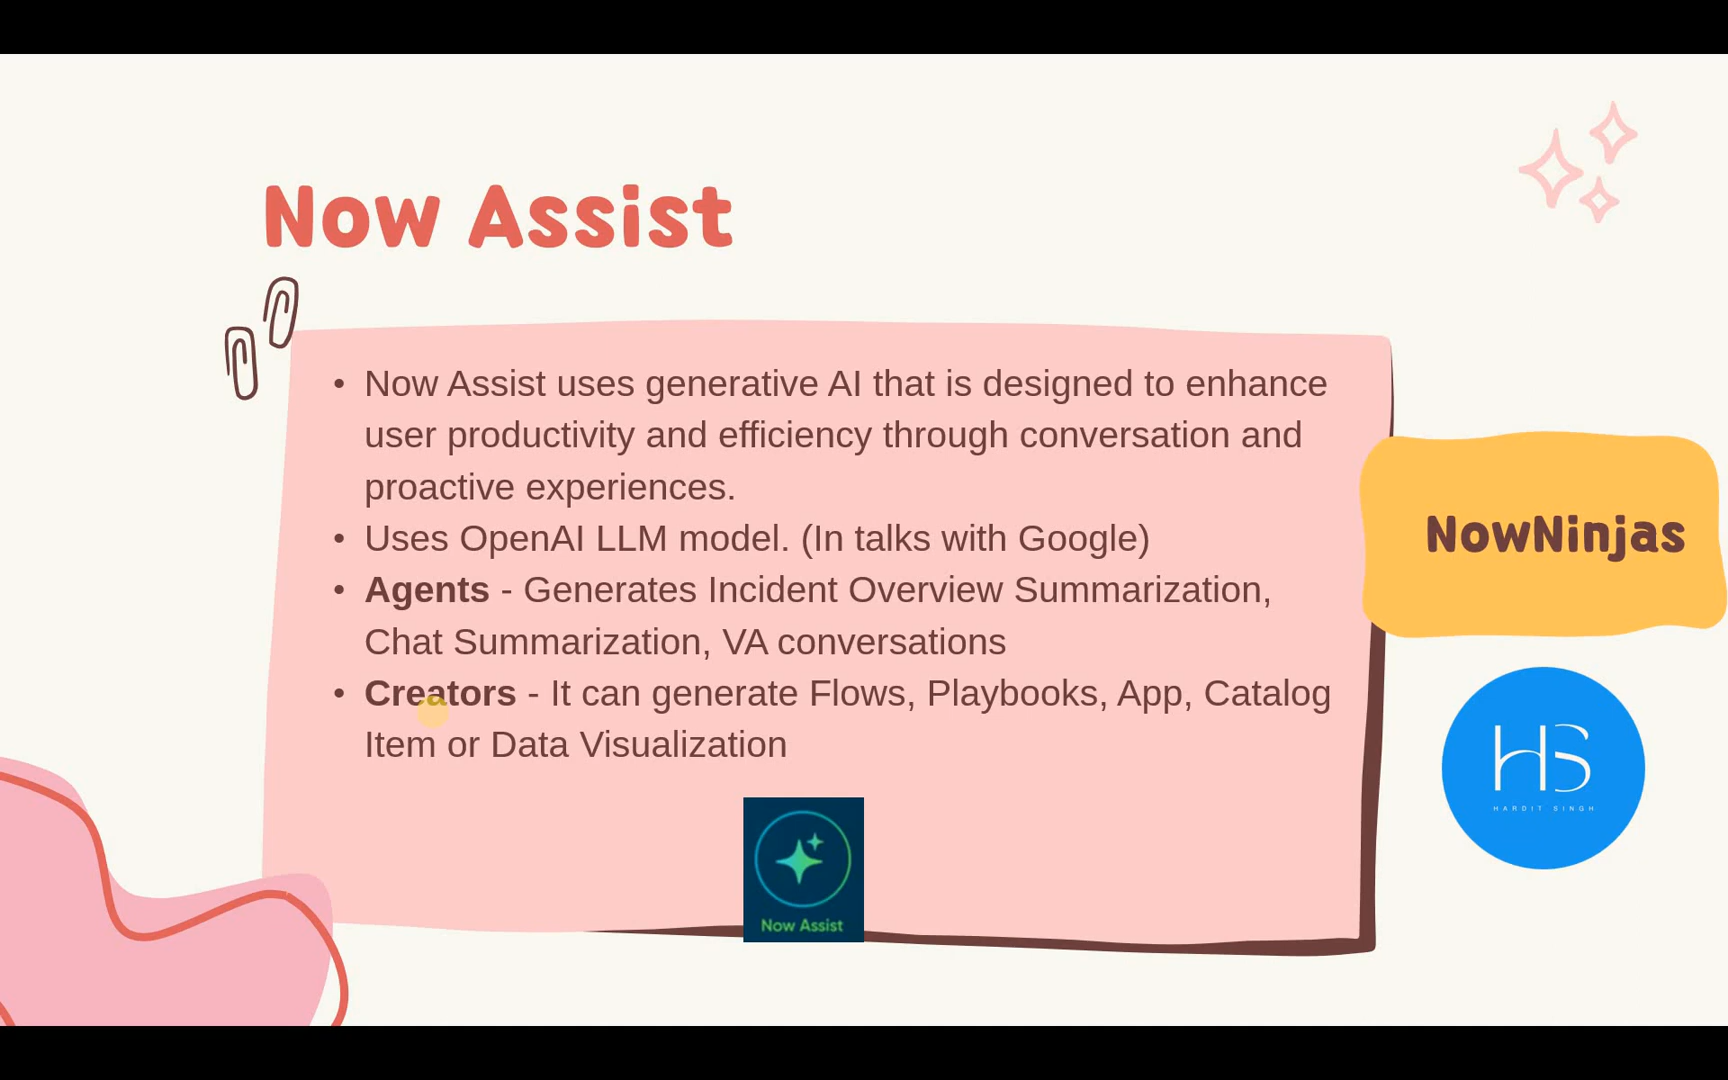 Now Assist
• Now Assist uses generative AI that is designed to enhance
user productivity and efficiency through conversation and
proactive experiences.
• Uses OpenAI LLM model. (In talks with Google)
• Agents - Generates Incident Overview Summarization,
Chat Summarization, VA conversations
• Creators - It can generate Flows, Playbooks, App, Catalog
Item or Data Visualization
NowNinjas
HS
HARDIT SINGH
Now Assist